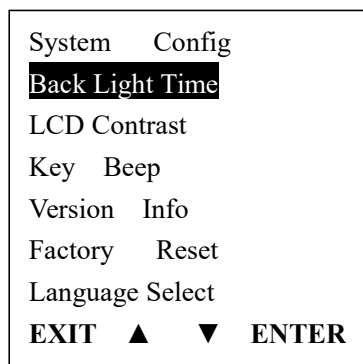 System Config
Back Light Time
LCD Contrast
Key Beep
Version Info
Factory Reset
Language Select
EXIT ▲ ▼ ENTER